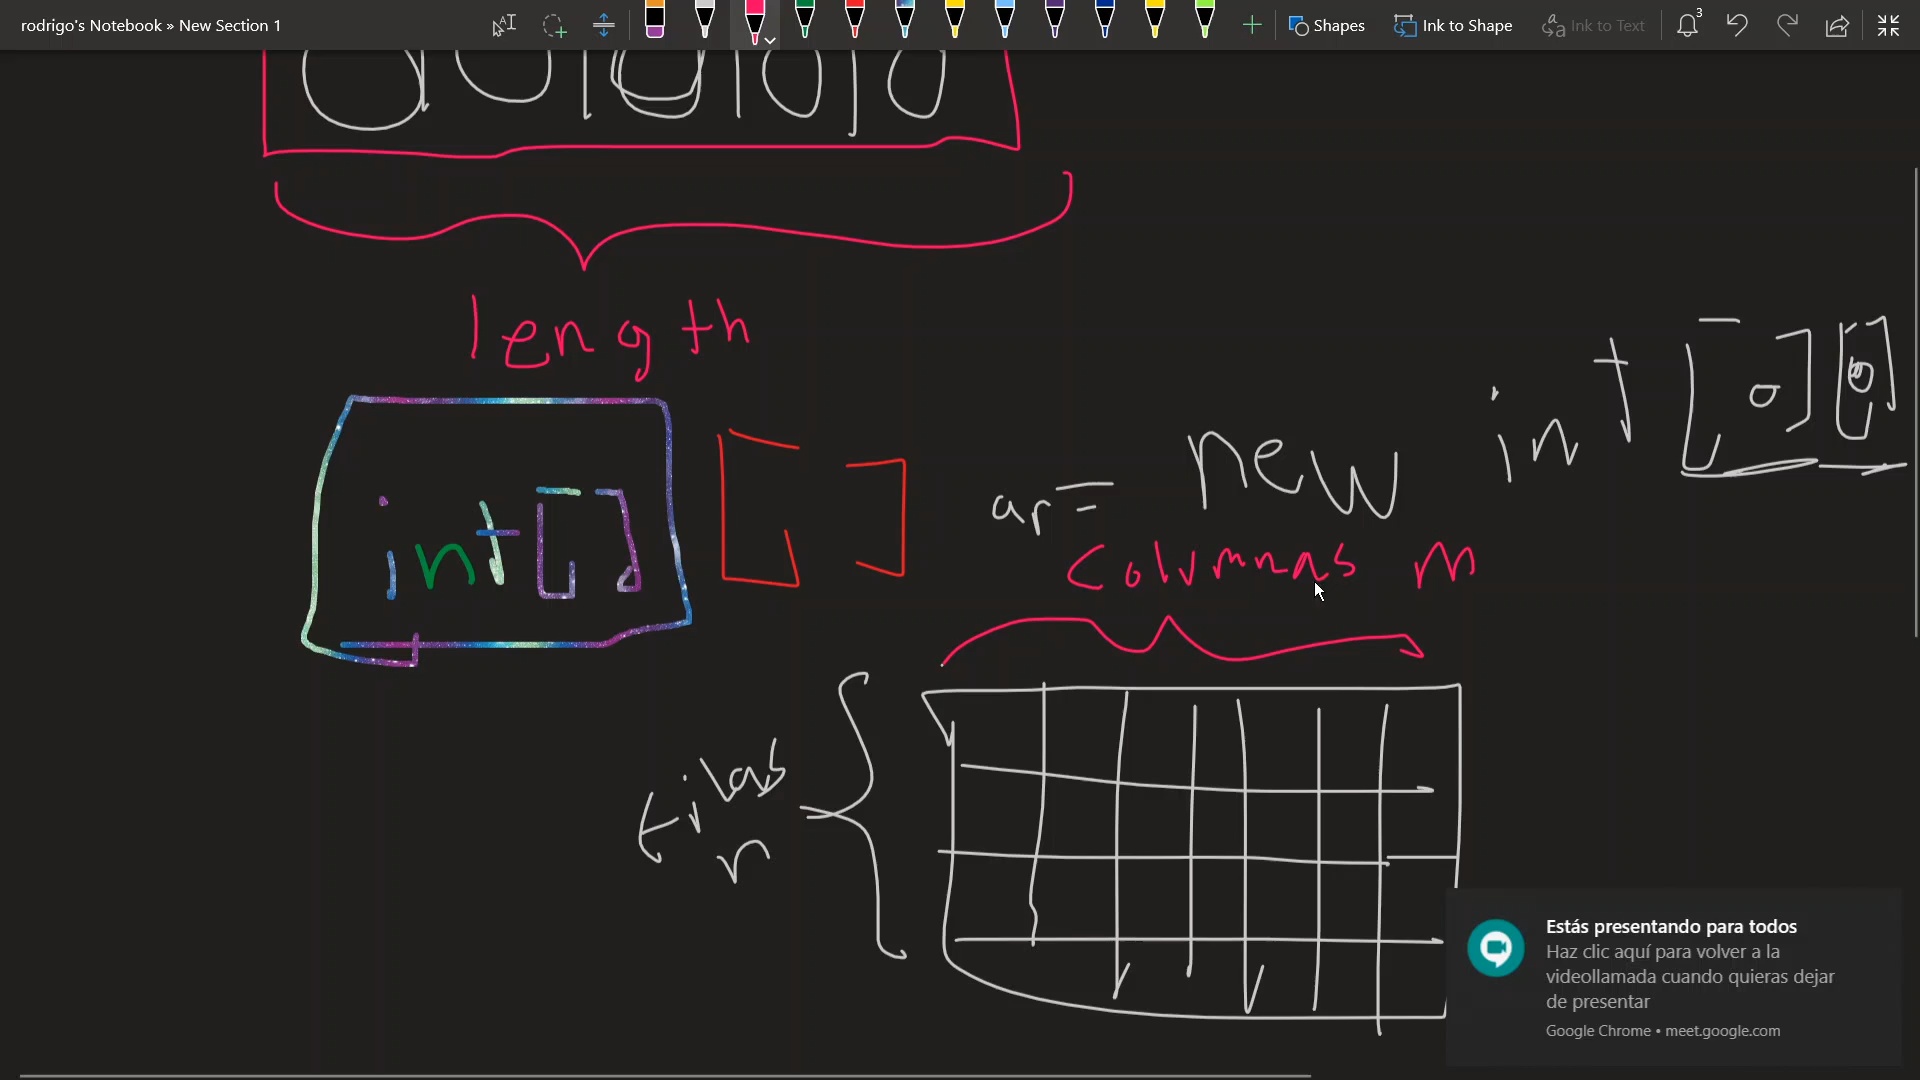 rodrigo's Notebook » New Section 1
Shapes
Ink to Shape
Ink to Text
3
length
int[]
[ ]
ar = new int [ ] [ ]
Columnas m
filas
n
Estás presentando para todos
Haz clic aquí para volver a la
videollamada cuando quieras dejar
de presentar
Google Chrome • meet.google.com